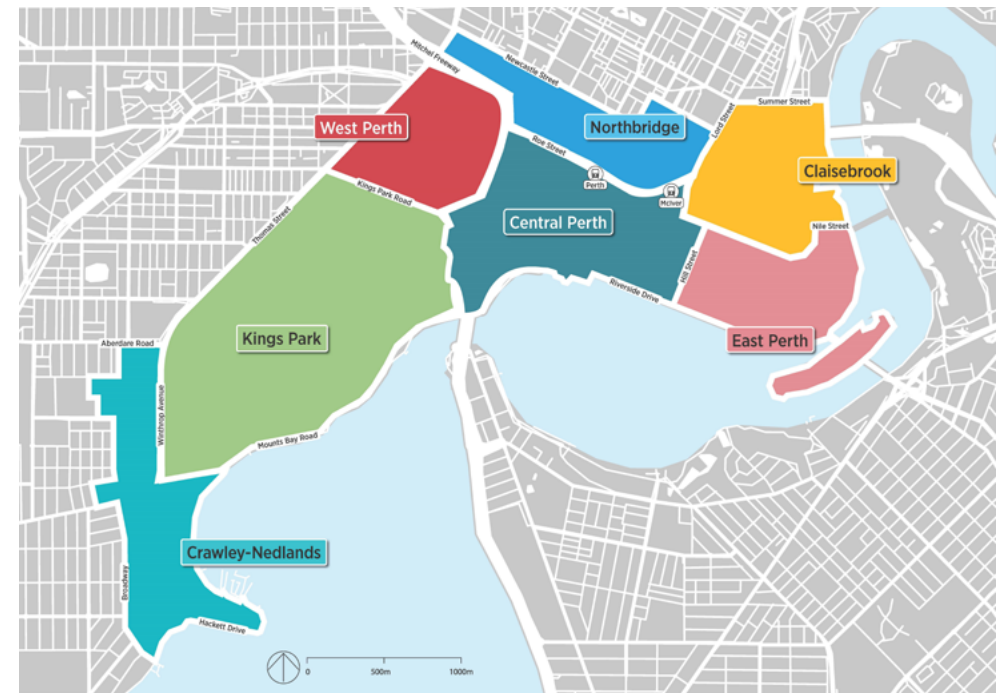 Mitchel Freeway
Newcastle Street
Summer Street
Lord Street
West Perth
Northbridge
Roe Street
Claisebrook
Perth
McIver
Kings Park Road
Thomas Street
Central Perth
Nile Street
Hill Street
Riverside Drive
Kings Park
East Perth
Aberdare Road
Winthrop Avenue
Mounts Bay Road
Crawley-Nedlands
Broadway
Hackett Drive
0 500m 1000m